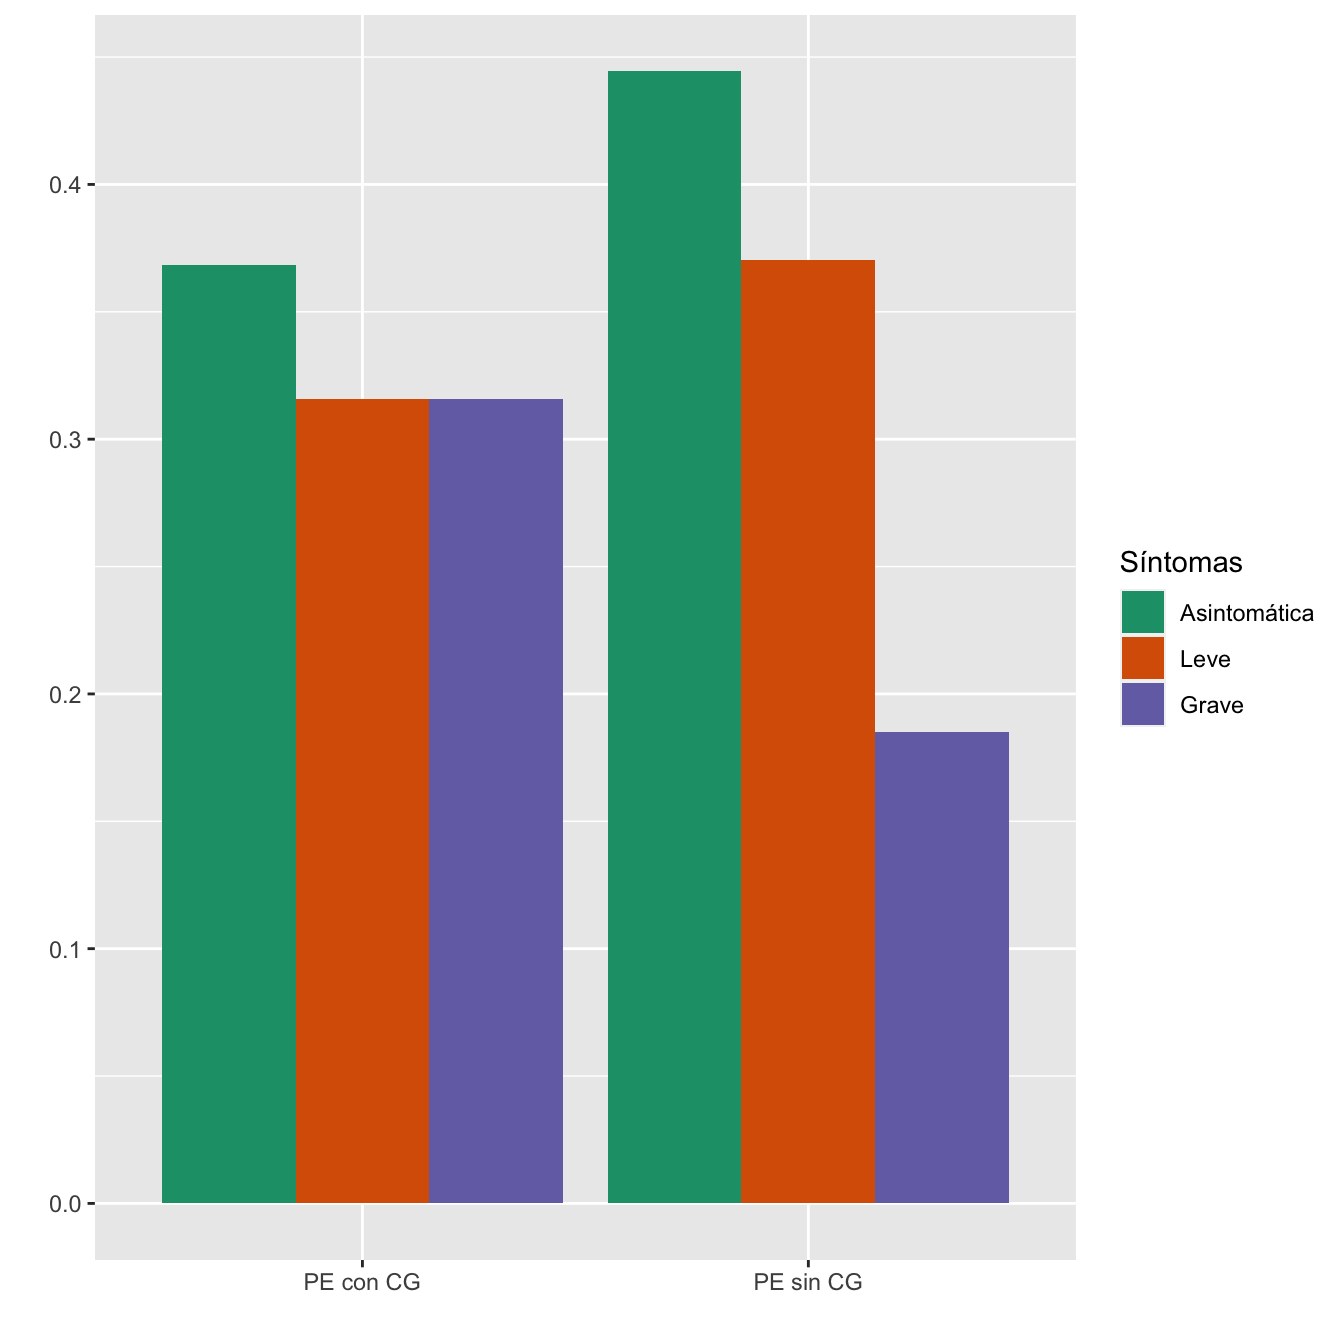 0.4
0.3
0.2
0.1
0.0
PE con CG
PE sin CG
Síntomas
Asintomática
Leve
Grave